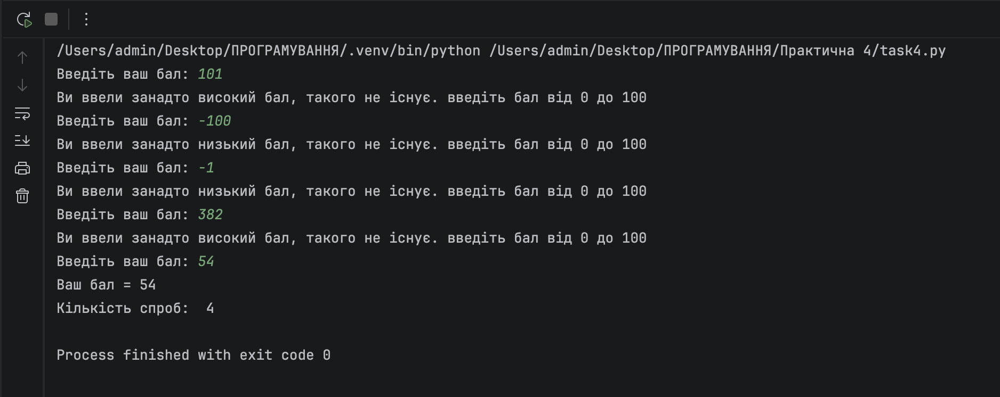 /Users/admin/Desktop/ПРОГРАМУВАННЯ/.venv/bin/python /Users/admin/Desktop/ПРОГРАМУВАННЯ/Практична 4/task4.py
Введіть ваш бал: 101
Ви ввели занадто високий бал, такого не існує. введіть бал від 0 до 100
Введіть ваш бал: -100
Ви ввели занадто низький бал, такого не існує. введіть бал від 0 до 100
Введіть ваш бал: -1
Ви ввели занадто низький бал, такого не існує. введіть бал від 0 до 100
Введіть ваш бал: 382
Ви ввели занадто високий бал, такого не існує. введіть бал від 0 до 100
Введіть ваш бал: 54
Ваш бал = 54
Кількість спроб:  4
Process finished with exit code 0